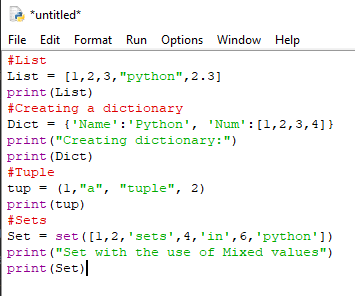 *untitled*
File Edit Format Run Options Window Help
#List
List = [1,2,3,"python",2.3]
print(List)
#Creating a dictionary
Dict = {'Name':'Python', 'Num':[1,2,3,4]}
print("Creating dictionary:")
print(Dict)
#Tuple
tup = (1,"a", "tuple", 2)
print(tup)
#Sets
Set = set([1,2,'sets',4,'in',6,'python'])
print("Set with the use of Mixed values")
print(Set)